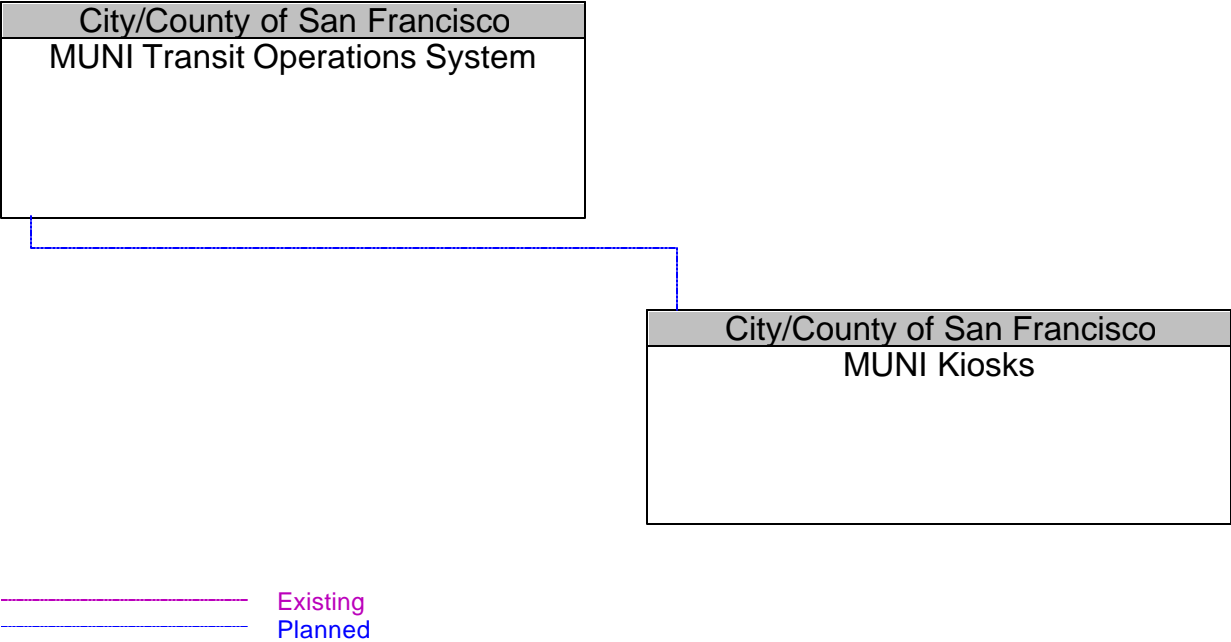 City/County of San Francisco
MUNI Transit Operations System
City/County of San Francisco
MUNI Kiosks
Existing
Planned